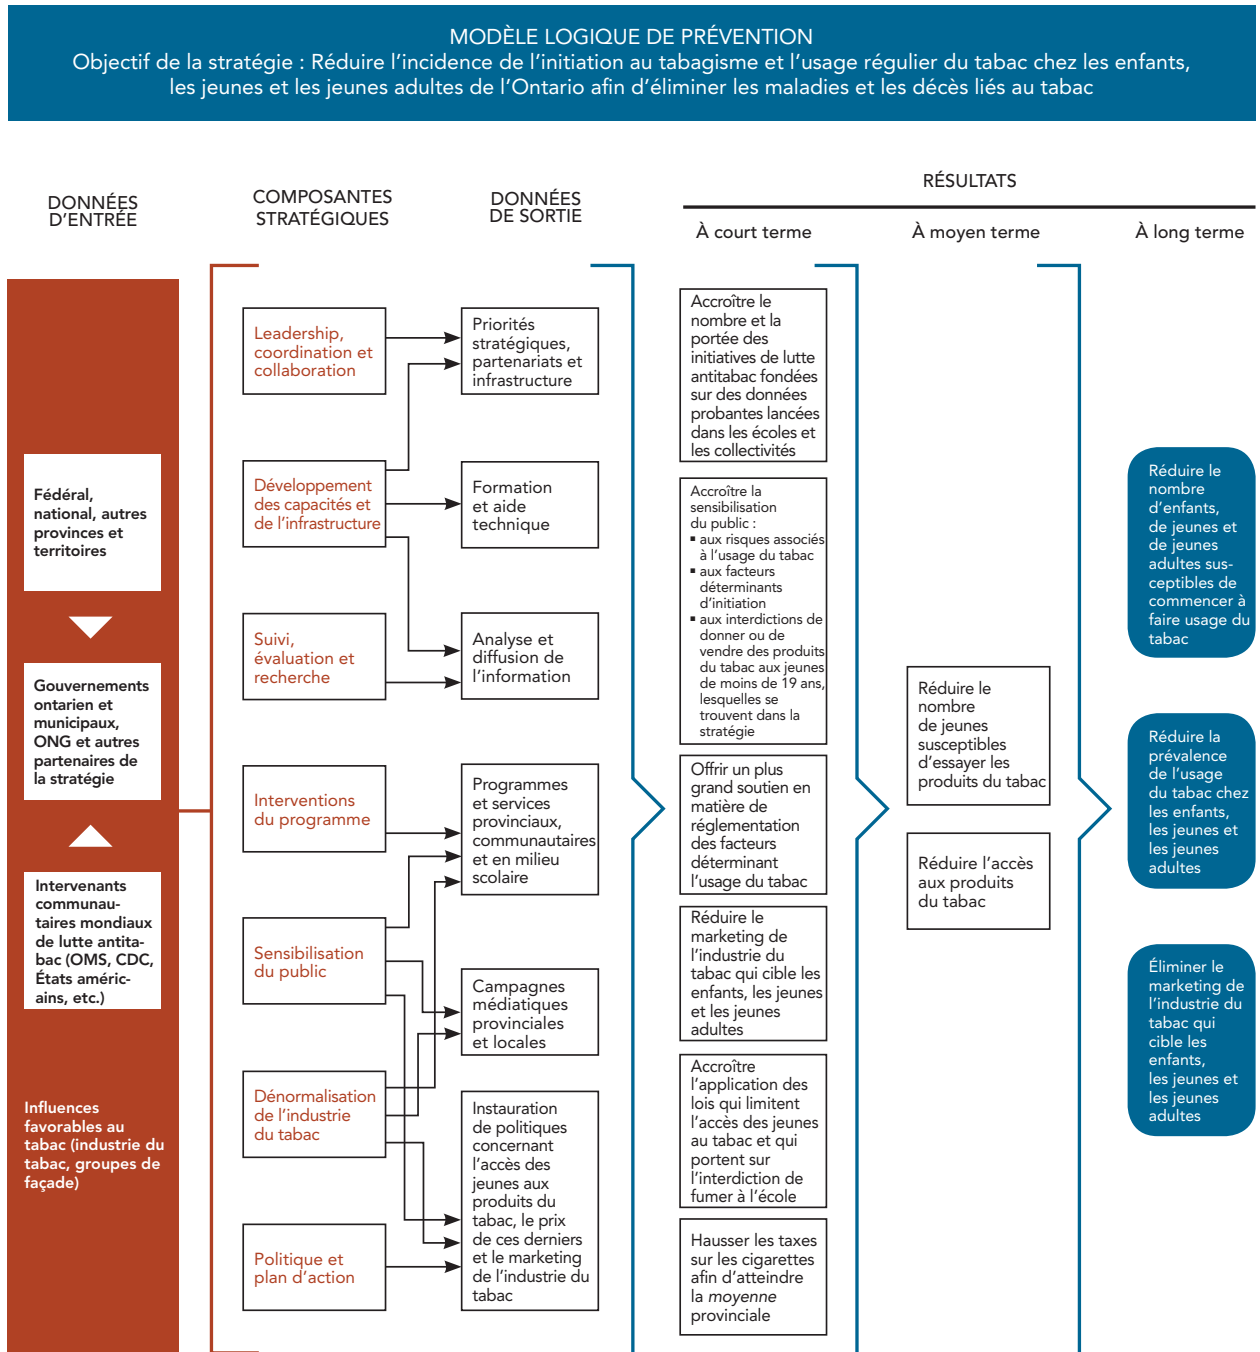 MODÈLE LOGIQUE DE PRÉVENTION
Objectif de la stratégie : Réduire l’incidence de l’initiation au tabagisme et l’usage régulier du tabac chez les enfants,
les jeunes et les jeunes adultes de l’Ontario afin d’éliminer les maladies et les décès liés au tabac
DONNÉES
D’ENTRÉE
COMPOSANTES
STRATÉGIQUES
DONNÉES
DE SORTIE
RÉSULTATS
À court terme
À moyen terme
À long terme
Fédéral,
national, autres
provinces et
territoires
Gouvernements
ontarien et
municipaux,
ONG et autres
partenaires de
la stratégie
Intervenants
communau-
taires mondiaux
de lutte antita-
bac (OMS, CDC,
États améric-
ains, etc.)
Influences
favorables au
tabac (industrie du
tabac, groupes de
façade)
Leadership,
coordination et
collaboration
Développement
des capacités et
de l’infrastructure
Suivi,
évaluation et
recherche
Interventions
du programme
Sensibilisation
du public
Dénormalisation
de l’industrie
du tabac
Politique et
plan d’action
Priorités
stratégiques,
partenariats et
infrastructure
Formation
et aide
technique
Analyse et
diffusion de
l’information
Programmes
et services
provinciaux,
communautaires
et en milieu
scolaire
Campagnes
médiatiques
provinciales
et locales
Instauration
de politiques
concernant
l’accès des
jeunes aux
produits du
tabac, le prix
de ces derniers
et le marketing
de l’industrie du
tabac
Accroître le
nombre et la
portée des
initiatives de lutte
antitabac fondées
sur des données
probantes lancées
dans les écoles et
les collectivités
Accroître la
sensibilisation
du public :
▪ aux risques associés
à l’usage du tabac
▪ aux facteurs
déterminants
d’initiation
▪ aux interdictions de
donner ou de
vendre des produits
du tabac aux jeunes
de moins de 19 ans,
lesquelles se
trouvent dans la
stratégie
Offrir un plus
grand soutien en
matière de
réglementation
des facteurs
déterminant
l’usage du tabac
Réduire le
marketing de
l’industrie du
tabac qui cible les
enfants, les jeunes
et les jeunes
adultes
Accroître
l’application des
lois qui limitent
l’accès des jeunes
au tabac et qui
portent sur
l’interdiction de
fumer à l’école
Hausser les taxes
sur les cigarettes
afin d’atteindre
la moyenne
provinciale
Réduire le
nombre
de jeunes
susceptibles
d’essayer les
produits du tabac
Réduire l’accès
aux produits
du tabac
Réduire le
nombre
d’enfants,
de jeunes et
de jeunes
adultes sus-
ceptibles de
commencer à
faire usage du
tabac
Réduire la
prévalence
de l’usage
du tabac chez
les enfants,
les jeunes et
les jeunes
adultes
Éliminer le
marketing de
l’industrie du
tabac qui
cible les
enfants,
les jeunes et
les jeunes
adultes